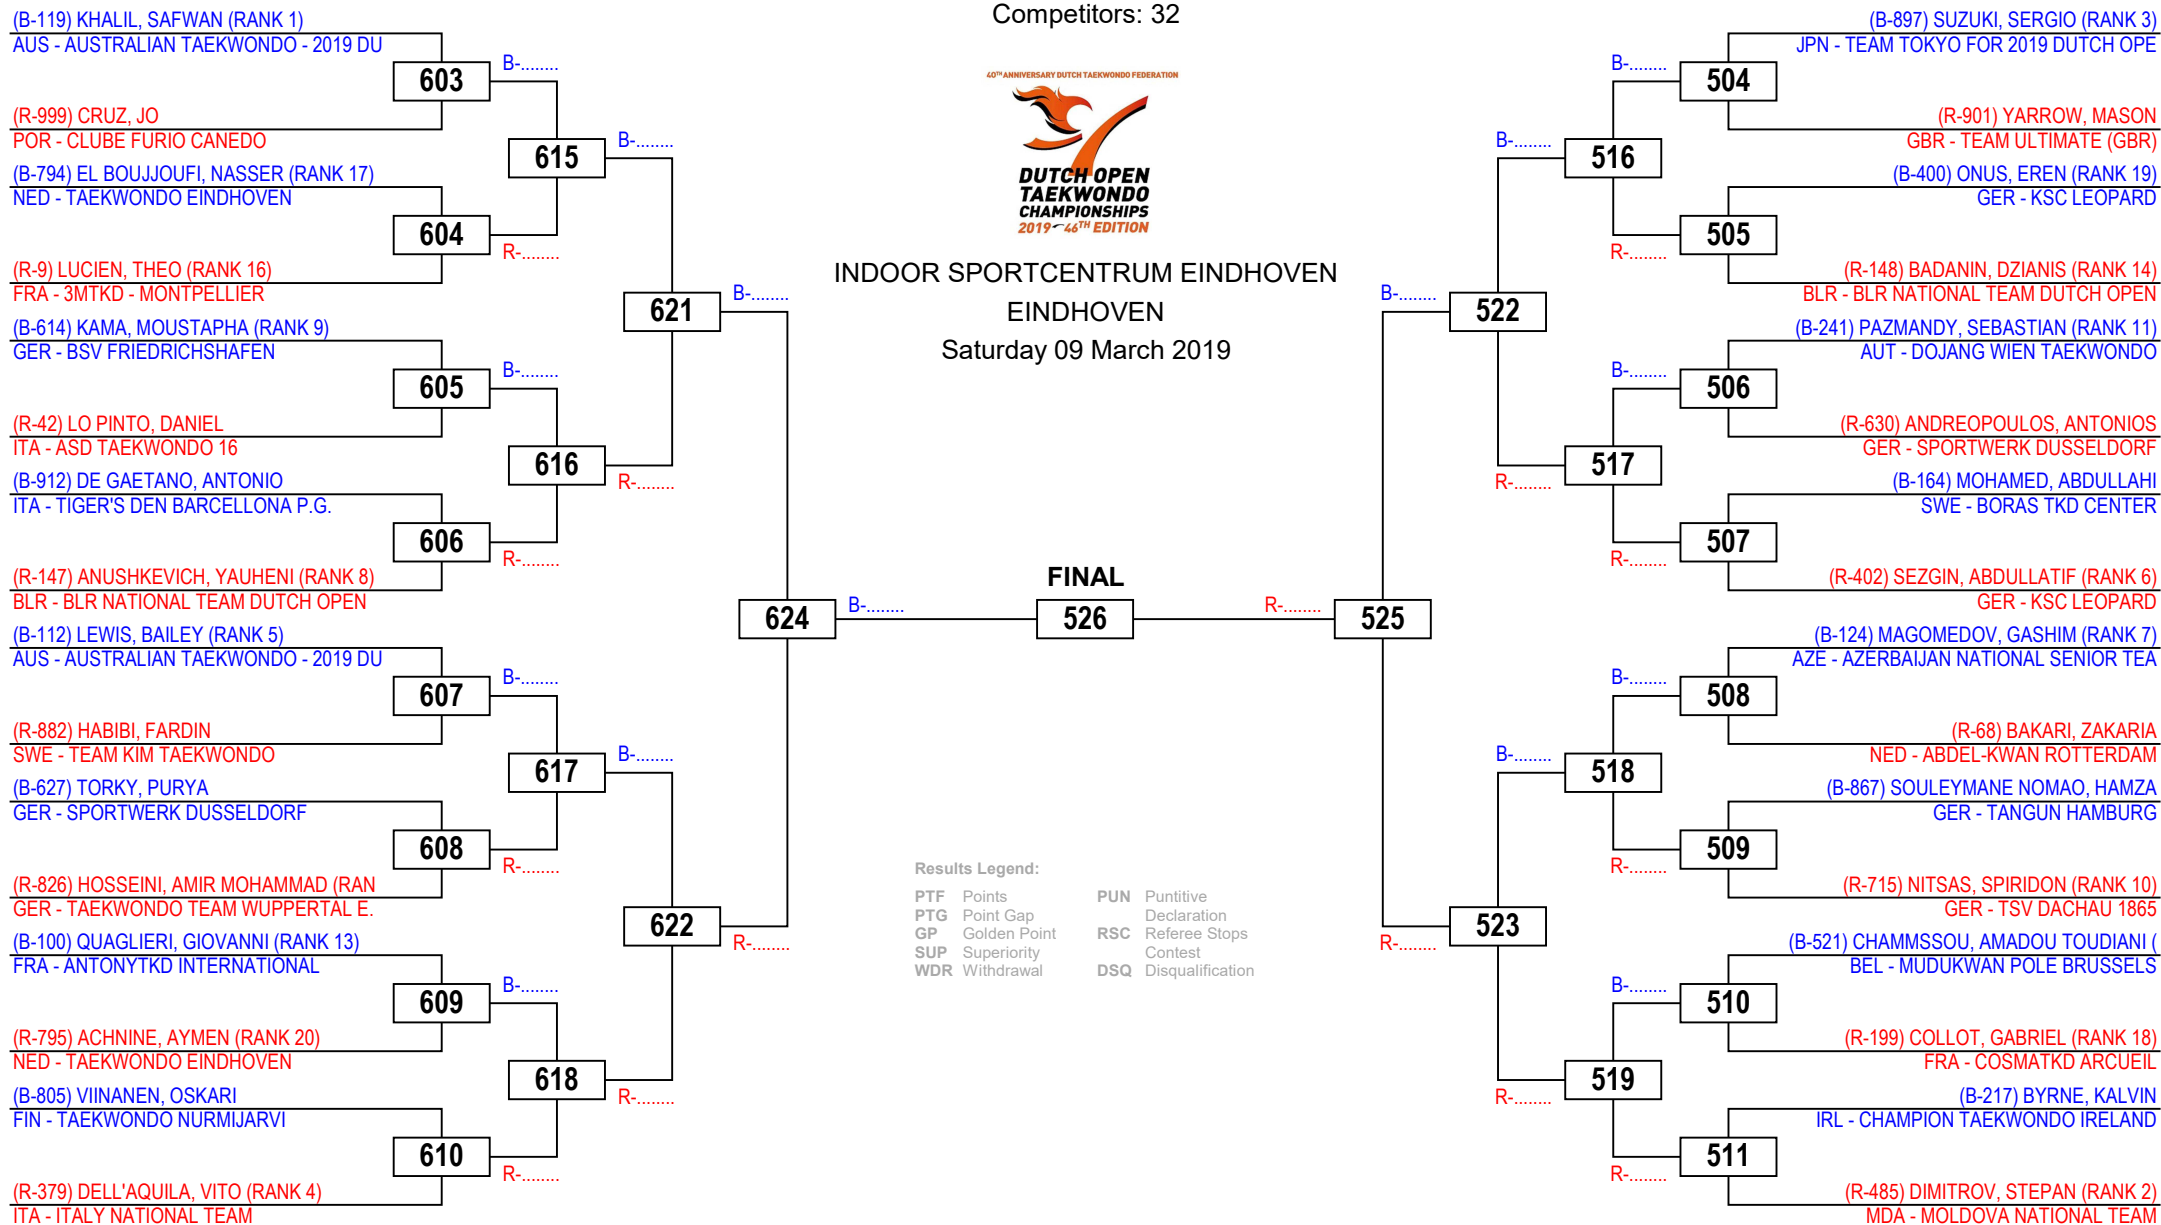 Competitors: 32
40TH ANNIVERSARY DUTCH TAEKWONDO FEDERATION
DUTCH OPEN
TAEKWONDO
CHAMPIONSHIPS
2019 46TH EDITION
INDOOR SPORTCENTRUM EINDHOVEN
EINDHOVEN
Saturday 09 March 2019
(B-119) KHALIL, SAFWAN (RANK 1)
AUS - AUSTRALIAN TAEKWONDO - 2019 DU
603
B-........
(R-999) CRUZ, JO
POR - CLUBE FURIO CANEDO
615
B-........
(B-794) EL BOUJJOUFI, NASSER (RANK 17)
NED - TAEKWONDO EINDHOVEN
604
R-........
(R-9) LUCIEN, THEO (RANK 16)
FRA - 3MTKD - MONTPELLIER
621
B-........
(B-614) KAMA, MOUSTAPHA (RANK 9)
GER - BSV FRIEDRICHSHAFEN
605
B-........
(R-42) LO PINTO, DANIEL
ITA - ASD TAEKWONDO 16
616
R-........
(B-912) DE GAETANO, ANTONIO
ITA - TIGER'S DEN BARCELLONA P.G.
606
R-........
(R-147) ANUSHKEVICH, YAUHENI (RANK 8)
BLR - BLR NATIONAL TEAM DUTCH OPEN
624
B-........
(B-112) LEWIS, BAILEY (RANK 5)
AUS - AUSTRALIAN TAEKWONDO - 2019 DU
607
B-........
(R-882) HABIBI, FARDIN
SWE - TEAM KIM TAEKWONDO
617
B-........
(B-627) TORKY, PURYA
GER - SPORTWERK DUSSELDORF
608
R-........
(R-826) HOSSEINI, AMIR MOHAMMAD (RAN
GER - TAEKWONDO TEAM WUPPERTAL E.
622
R-........
(B-100) QUAGLIERI, GIOVANNI (RANK 13)
FRA - ANTONYTKD INTERNATIONAL
609
B-........
(R-795) ACHNINE, AYMEN (RANK 20)
NED - TAEKWONDO EINDHOVEN
618
R-........
(B-805) VIINANEN, OSKARI
FIN - TAEKWONDO NURMIJARVI
610
R-........
(R-379) DELL'AQUILA, VITO (RANK 4)
ITA - ITALY NATIONAL TEAM
FINAL
526
Results Legend:
PTF Points PUN Puntitive
PTG Point Gap Declaration
GP Golden Point RSC Referee Stops
SUP Superiority Contest
WDR Withdrawal DSQ Disqualification
(B-897) SUZUKI, SERGIO (RANK 3)
JPN - TEAM TOKYO FOR 2019 DUTCH OPE
B-........
504
(R-901) YARROW, MASON
GBR - TEAM ULTIMATE (GBR)
B-........
516
(B-400) ONUS, EREN (RANK 19)
GER - KSC LEOPARD
R-........
505
(R-148) BADANIN, DZIANIS (RANK 14)
BLR - BLR NATIONAL TEAM DUTCH OPEN
B-........
522
(B-241) PAZMANDY, SEBASTIAN (RANK 11)
AUT - DOJANG WIEN TAEKWONDO
B-........
506
(R-630) ANDREOPOULOS, ANTONIOS
GER - SPORTWERK DUSSELDORF
R-........
517
(B-164) MOHAMED, ABDULLAHI
SWE - BORAS TKD CENTER
R-........
507
(R-402) SEZGIN, ABDULLATIF (RANK 6)
GER - KSC LEOPARD
R-........
525
(B-124) MAGOMEDOV, GASHIM (RANK 7)
AZE - AZERBAIJAN NATIONAL SENIOR TEA
B-........
508
(R-68) BAKARI, ZAKARIA
NED - ABDEL-KWAN ROTTERDAM
B-........
518
(B-867) SOULEYMANE NOMAO, HAMZA
GER - TANGUN HAMBURG
R-........
509
(R-715) NITSAS, SPIRIDON (RANK 10)
GER - TSV DACHAU 1865
R-........
523
(B-521) CHAMMSSOU, AMADOU TOUDIANI (
BEL - MUDUKWAN POLE BRUSSELS
B-........
510
(R-199) COLLOT, GABRIEL (RANK 18)
FRA - COSMATKD ARCUEIL
R-........
519
(B-217) BYRNE, KALVIN
IRL - CHAMPION TAEKWONDO IRELAND
R-........
511
(R-485) DIMITROV, STEPAN (RANK 2)
MDA - MOLDOVA NATIONAL TEAM